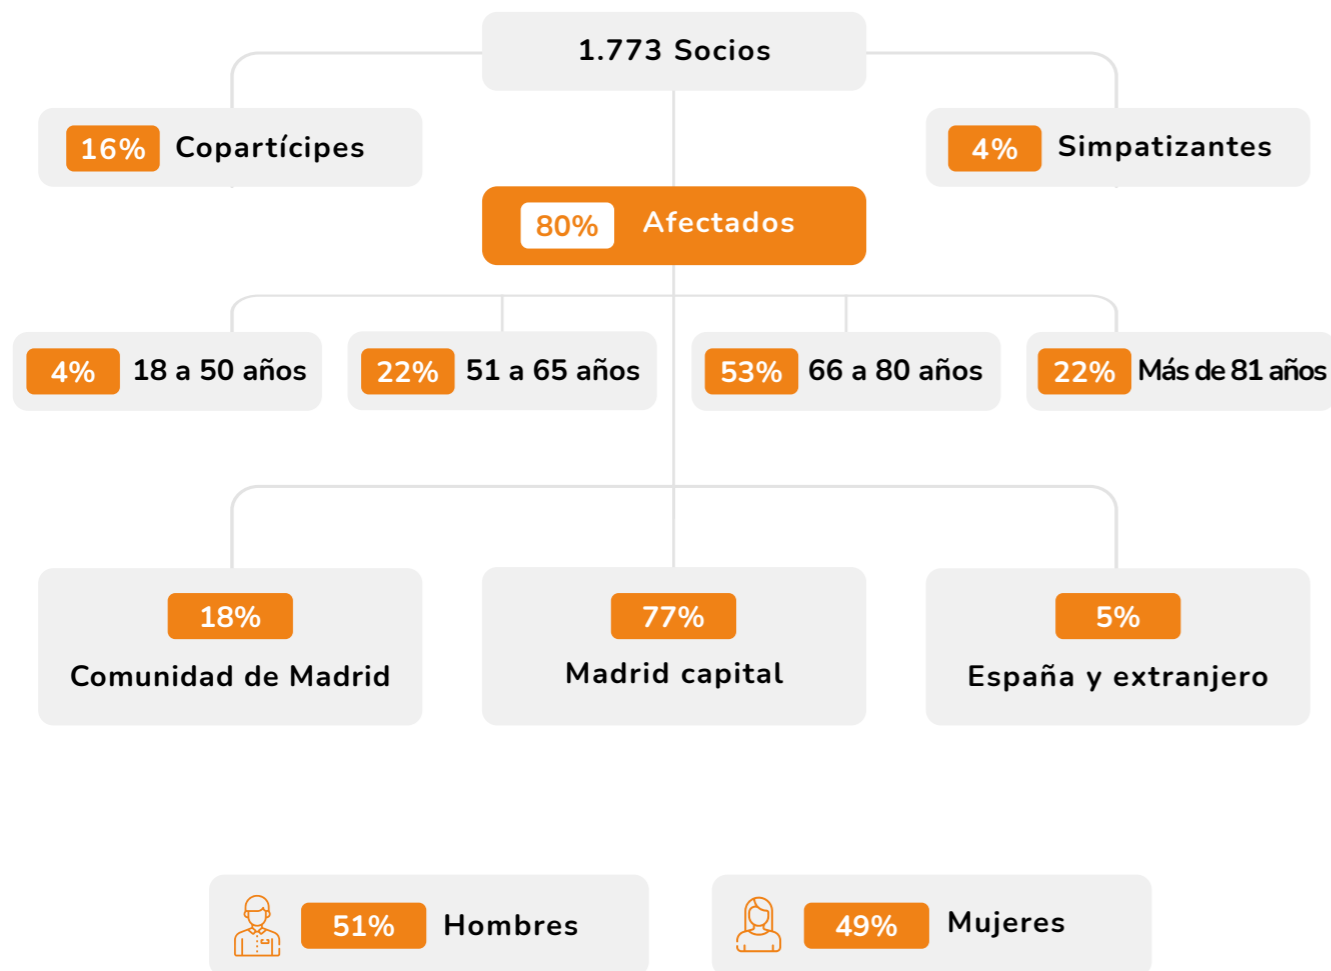 1.773 Socios
16% Copartícipes
4% Simpatizantes
80% Afectados
4% 18 a 50 años
22% 51 a 65 años
53% 66 a 80 años
22% Más de 81 años
18%
Comunidad de Madrid
77%
Madrid capital
5%
España y extranjero
51% Hombres
49% Mujeres